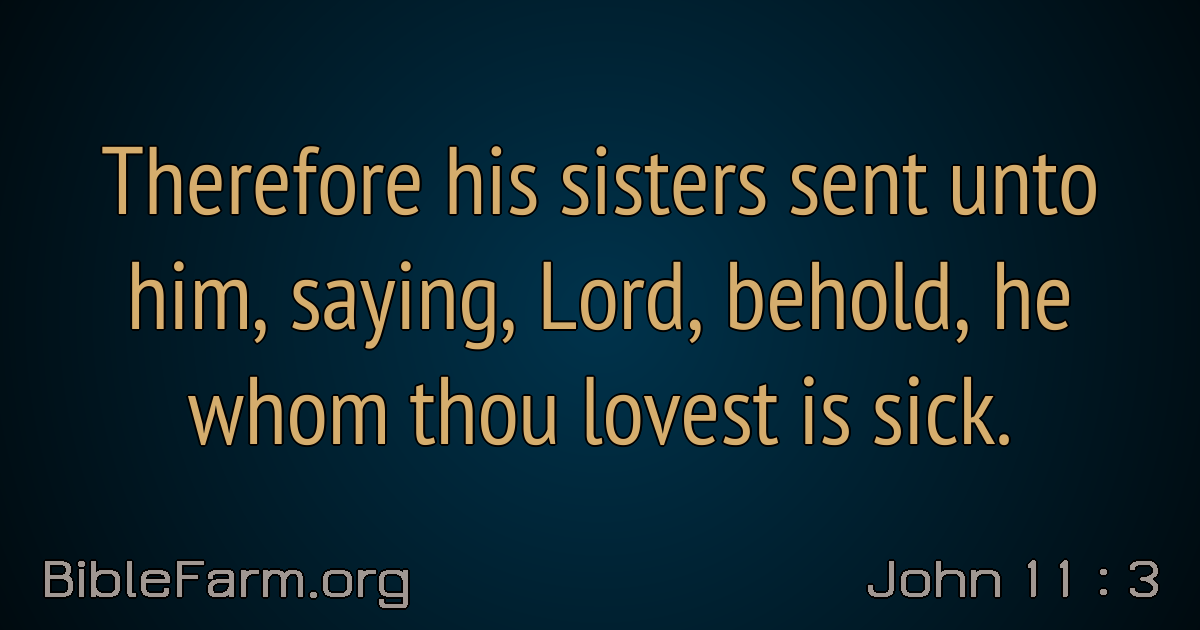 Therefore his sisters sent unto
him, saying, Lord, behold, he
whom thou lovest is sick.
BibleFarm.org
John 11 : 3